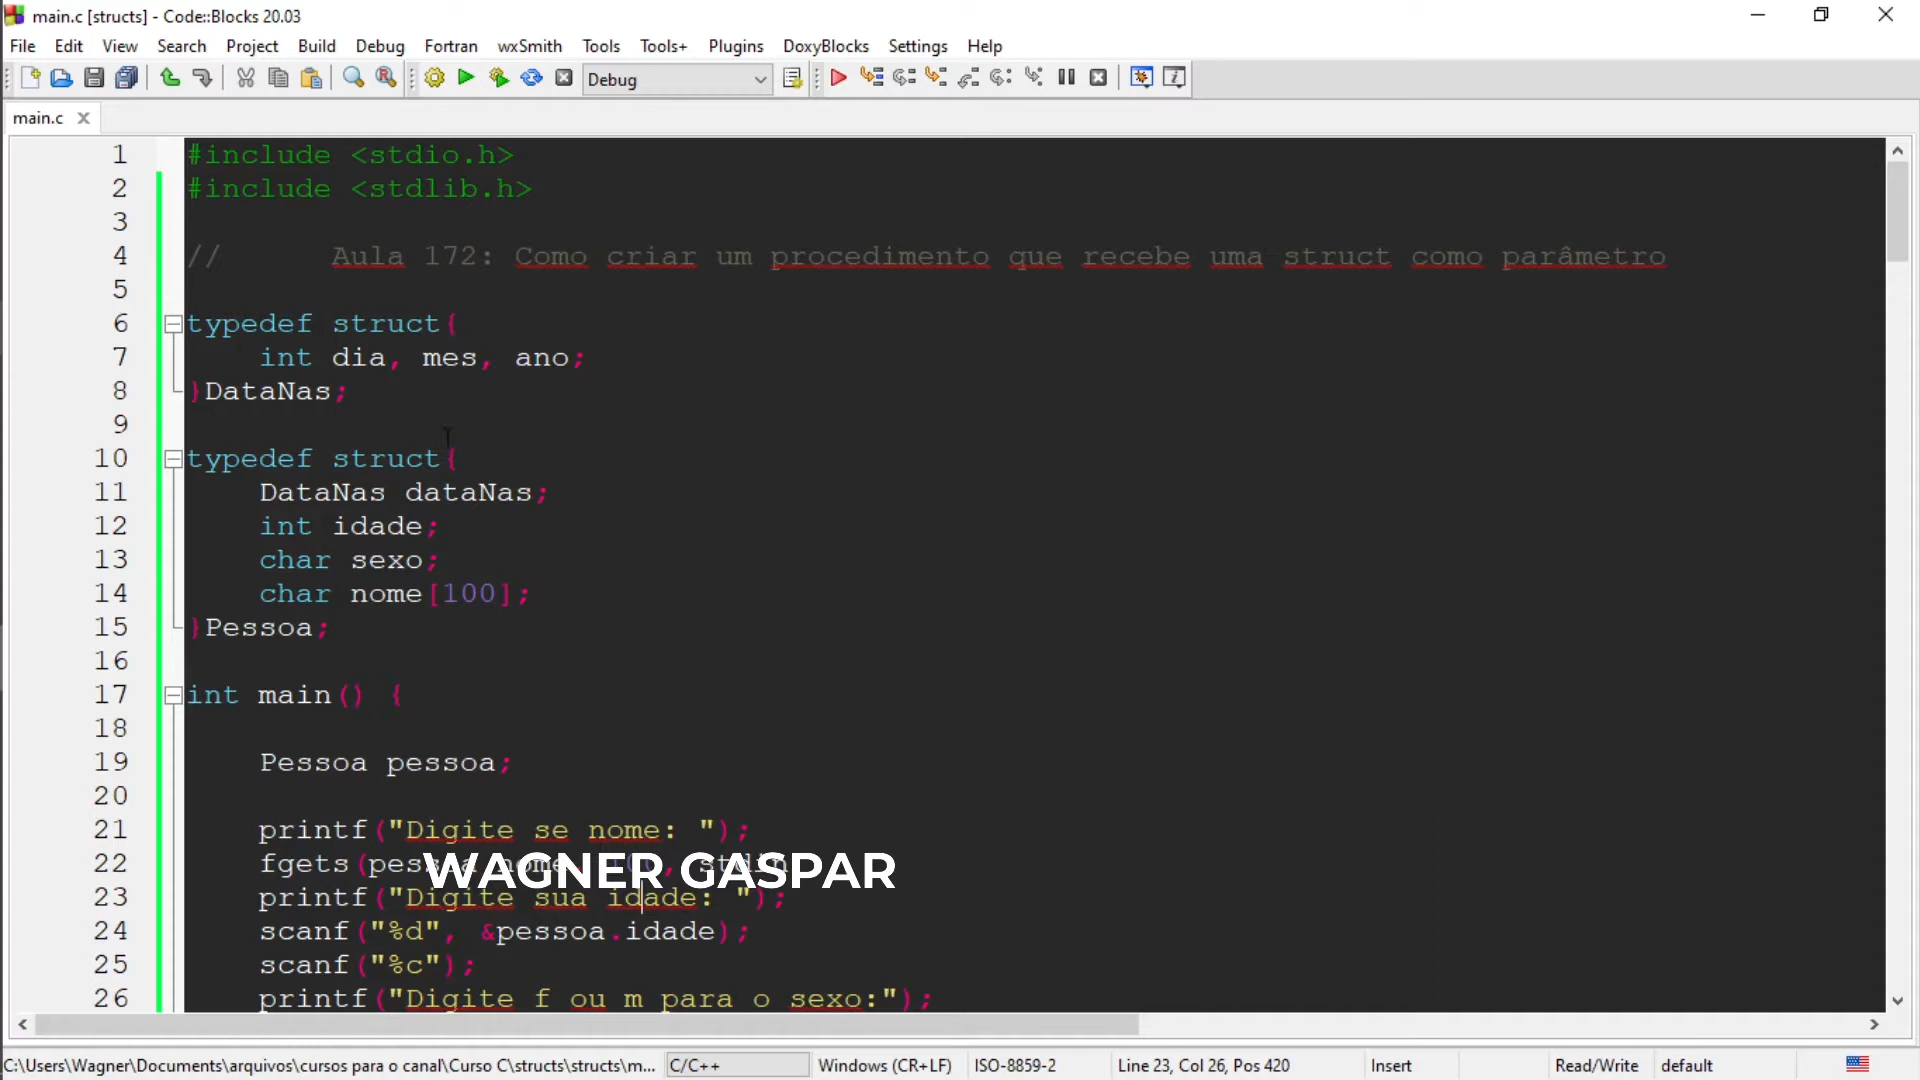 main.c [structs] - Code::Blocks 20.03
File Edit View Search Project Build Debug Fortran wxSmith Tools Tools+ Plugins DoxyBlocks Settings Help
Debug
main.c
1 #include <stdio.h>
2 #include <stdlib.h>
3
4 // Aula 172: Como criar um procedimento que recebe uma struct como parâmetro
5
6 typedef struct{
7 int dia, mes, ano;
8 }DataNas;
9
10 typedef struct{
11 DataNas dataNas;
12 int idade;
13 char sexo;
14 char nome[100];
15 }Pessoa;
16
17 int main() {
18
19 Pessoa pessoa;
20
21 printf("Digite se nome: ");
22 fgets(
WAGNER GASPAR
23 printf("Digite sua idade: ");
24 scanf("%d", &pessoa.idade);
25 scanf("%c");
26 printf("Digite f ou m para o sexo:");
C:\Users\Wagner\Documents\arquivos\cursos para o canal\Curso C\structs\structs\m... C/C++ Windows (CR+LF) ISO-8859-2 Line 23, Col 26, Pos 420 Insert Read/Write default